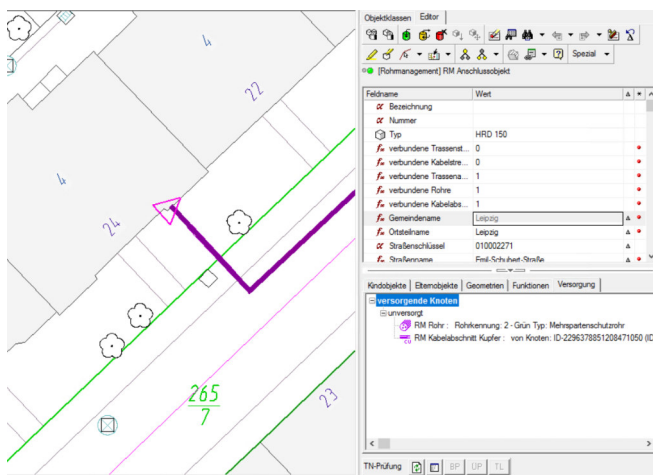 4
22
4
24
23
265
7
Objektklassen Editor
Spezial
[Rohmanagement] RM Anschlussobjekt
Feldname Wert
Bezeichnung
Nummer
Typ HRD 150
verbundene Trassenst... 0
verbundene Kabelstre... 0
verbundene Trassena... 1
verbundene Rohre 1
verbundene Kabelabs... 1
Gemeindename Leipzig
Ortsteilname Leipzig
Straßenschlüssel 010002271
Straßenname Emil-Schubert-Straße
Kindobjekte Elternobjekte Geometrien Funktionen Versorgung
versorgende Knoten
unversorgt
RM Rohr : Rohrkennung: 2 - Grün Typ: Mehrspartenschutzrohr
RM Kabelabschnitt Kupfer : von Knoten: ID-2296378851208471050 (ID
TN-Prüfung BP ÜP TL